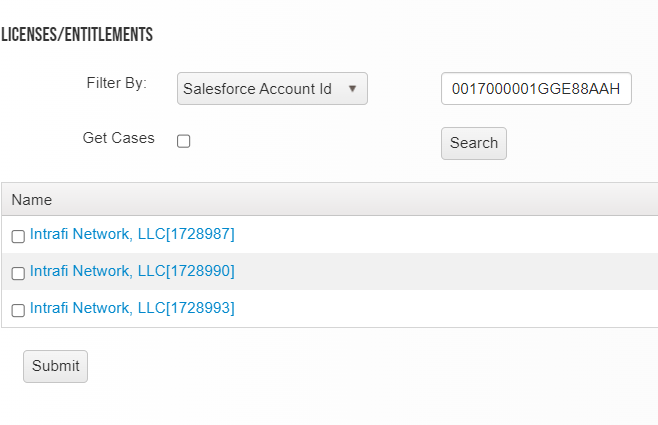 LICENSES/ENTITLEMENTS
Filter By: Salesforce Account Id 0017000001GGE88AAH
Get Cases Search
Name
Intrafi Network, LLC[1728987]
Intrafi Network, LLC[1728990]
Intrafi Network, LLC[1728993]
Submit